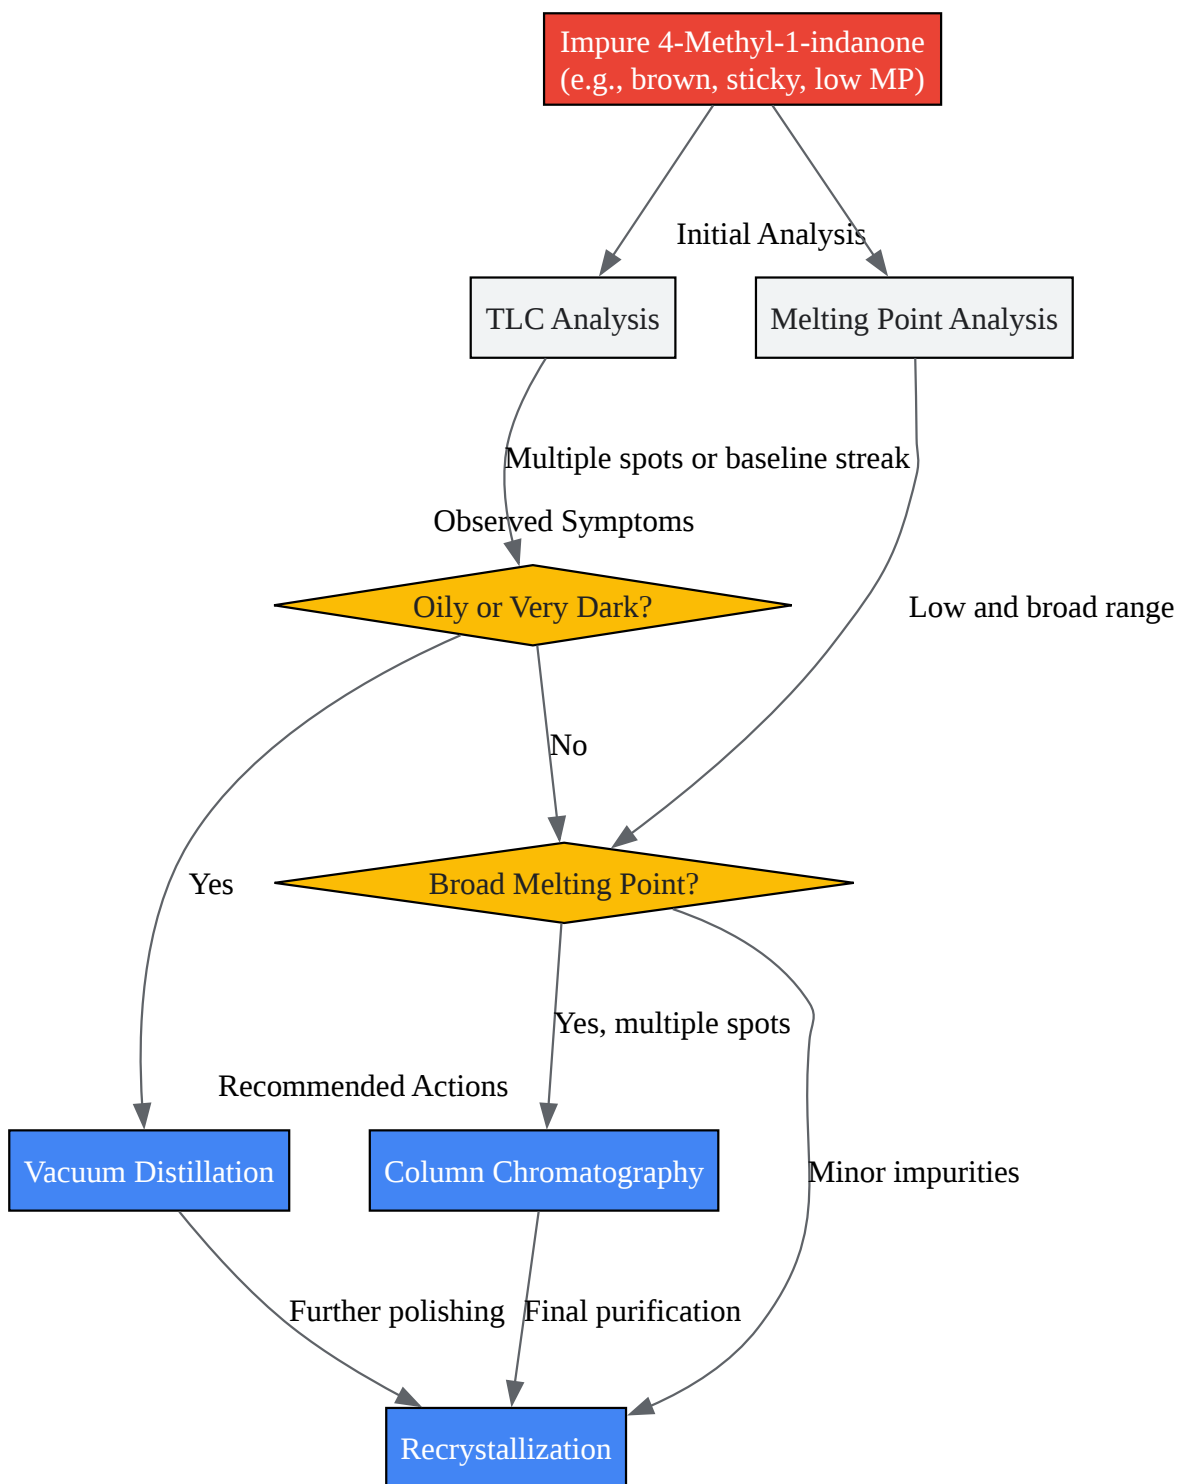 Impure 4-Methyl-1-indanone
(e.g., brown, sticky, low MP)
Initial Analysis
TLC Analysis
Melting Point Analysis
Multiple spots or baseline streak
Observed Symptoms
Oily or Very Dark?
Low and broad range
No
Yes
Broad Melting Point?
Yes, multiple spots
Recommended Actions
Vacuum Distillation
Column Chromatography
Minor impurities
Further polishing
Final purification
Recrystallization